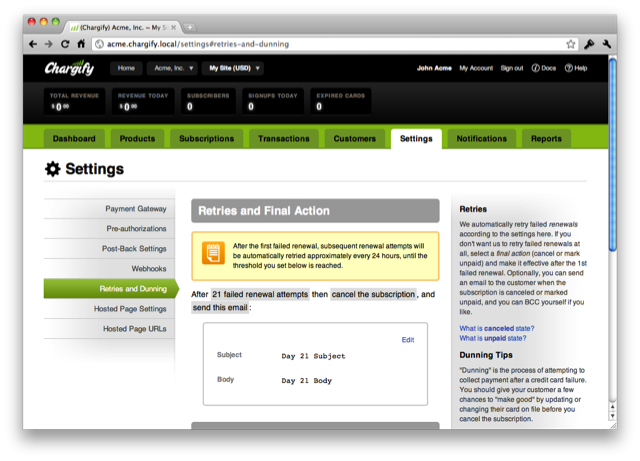 (Chargify) Acme, Inc. – My Si
acme.chargify.local/settings#retries-and-dunning
Chargify
Home
Acme, Inc. ▼
My Site (USD) ▼
John Acme
My Account
Sign out
Docs
Help
TOTAL REVENUE
REVENUE TODAY
SUBSCRIBERS
SIGNUPS TODAY
EXPIRED CARDS
$0.00
$0.00
0
0
0
Dashboard
Products
Subscriptions
Transactions
Customers
Settings
Notifications
Reports
Settings
Payment Gateway
Pre-authorizations
Post-Back Settings
Webhooks
Retries and Dunning
Hosted Page Settings
Hosted Page URLs
Retries and Final Action
After the first failed renewal, subsequent renewal attempts will
be automatically retried approximately every 24 hours, until the
threshold you set below is reached.
After 21 failed renewal attempts then cancel the subscription, and
send this email:
Edit
Subject Day 21 Subject
Body Day 21 Body
Retries
We automatically retry failed renewals
according to the settings here. If you
don't want us to retry failed renewals at
all, select a final action (cancel or mark
unpaid) and make it effective after the 1st
failed renewal. Optionally, you can send
an email to the customer when the
subscription is canceled or marked
unpaid, and you can BCC yourself if you
like.
What is canceled state?
What is unpaid state?
Dunning Tips
"Dunning" is the process of attempting to
collect payment after a credit card failure.
You should give your customer a few
chances to "make good" by updating or
changing their card on file before you
cancel the subscription.